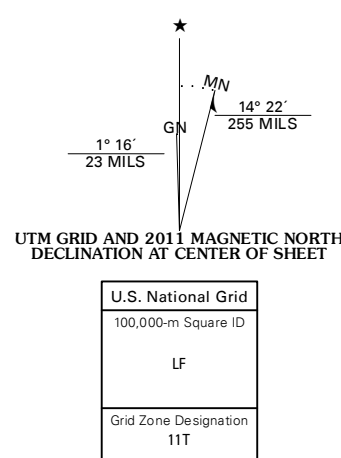 ★
MN
GN
14° 22´
255 MILS
1° 16´
23 MILS
UTM GRID AND 2011 MAGNETIC NORTH
DECLINATION AT CENTER OF SHEET
U.S. National Grid
100,000-m Square ID
LF
Grid Zone Designation
11T